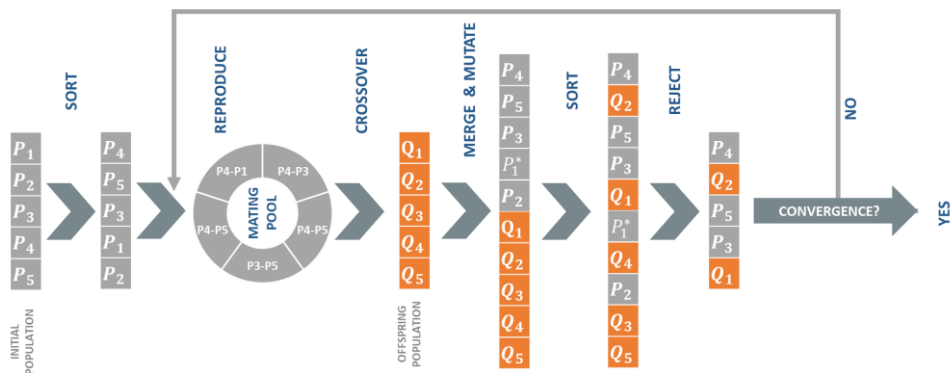 SORT
REPRODUCE
CROSSOVER
MERGE & MUTATE
SORT
REJECT
NO
P1
P2
P3
P4
P5
INITIAL
POPULATION
P4
P5
P3
P1
P2
P4-P1
P4-P3
P4-P5
P4-P5
P3-P5
MATING
POOL
Q1
Q2
Q3
Q4
Q5
OFFSPRING
POPULATION
P4
P5
P3
P1*
P2
Q1
Q2
Q3
Q4
Q5
P4
Q2
P5
P3
Q1
P1*
Q4
P2
Q3
Q5
P4
Q2
P5
P3
Q1
CONVERGENCE?
YES